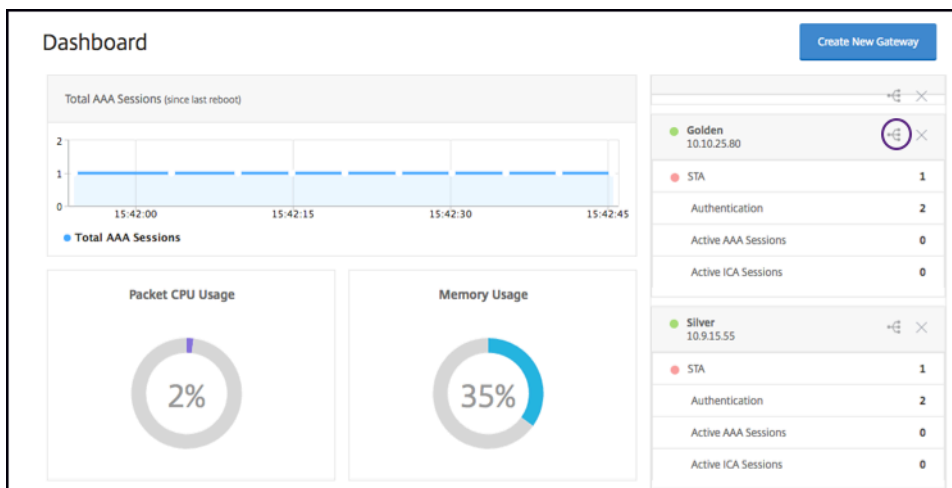 Dashboard
Create New Gateway
Total AAA Sessions (since last reboot)
2
1
0
15:42:00 15:42:15 15:42:30 15:42:45
Total AAA Sessions
Packet CPU Usage
2%
Memory Usage
35%
Golden
10.10.25.80
STA 1
Authentication 2
Active AAA Sessions 0
Active ICA Sessions 0
Silver
10.9.15.55
STA 1
Authentication 2
Active AAA Sessions 0
Active ICA Sessions 0